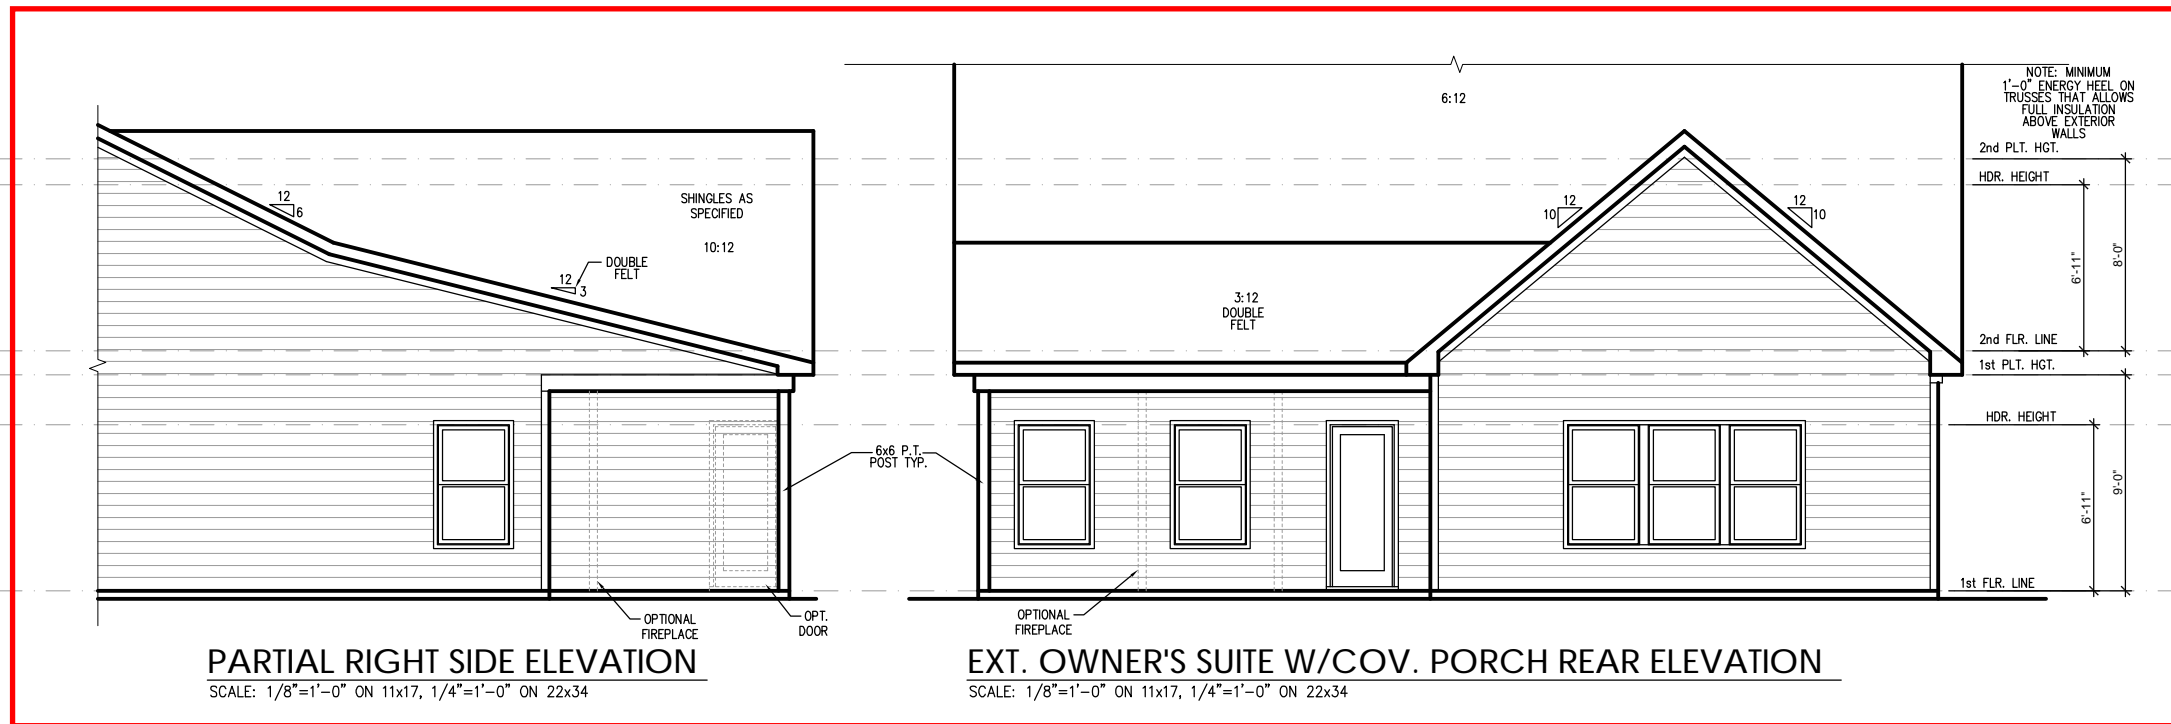 NOTE: MINIMUM
1'-0" ENERGY HEEL ON
TRUSSES THAT ALLOWS
FULL INSULATION
ABOVE EXTERIOR
WALLS
6:12
2nd PLT. HGT.
HDR. HEIGHT
12
6
SHINGLES AS
SPECIFIED
10:12
DOUBLE
FELT
12
3
12
10
12
10
3:12
DOUBLE
FELT
6'-11"
8'-0"
2nd FLR. LINE
1st PLT. HGT.
HDR. HEIGHT
6x6 P.T.
POST TYP.
6'-11"
9'-0"
1st FLR. LINE
OPTIONAL
FIREPLACE
OPT.
DOOR
OPTIONAL
FIREPLACE
PARTIAL RIGHT SIDE ELEVATION
SCALE: 1/8"=1'-0" ON 11x17, 1/4"=1'-0" ON 22x34
EXT. OWNER'S SUITE W/COV. PORCH REAR ELEVATION
SCALE: 1/8"=1'-0" ON 11x17, 1/4"=1'-0" ON 22x34